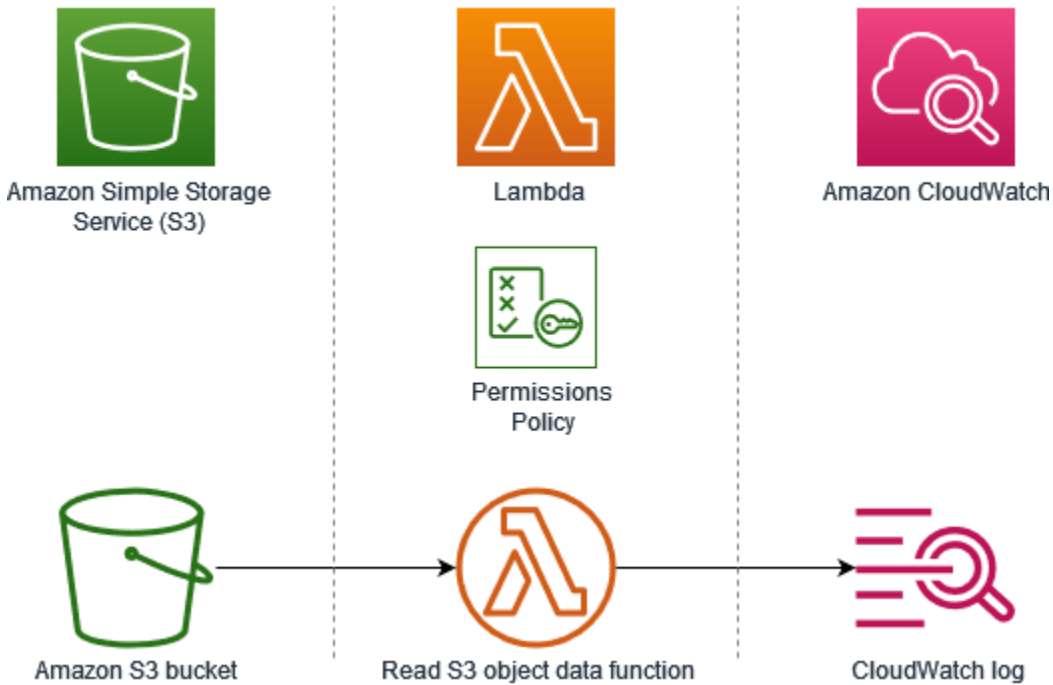 Amazon Simple Storage
Service (S3)
Lambda
Amazon CloudWatch
Permissions
Policy
Amazon S3 bucket
Read S3 object data function
CloudWatch log